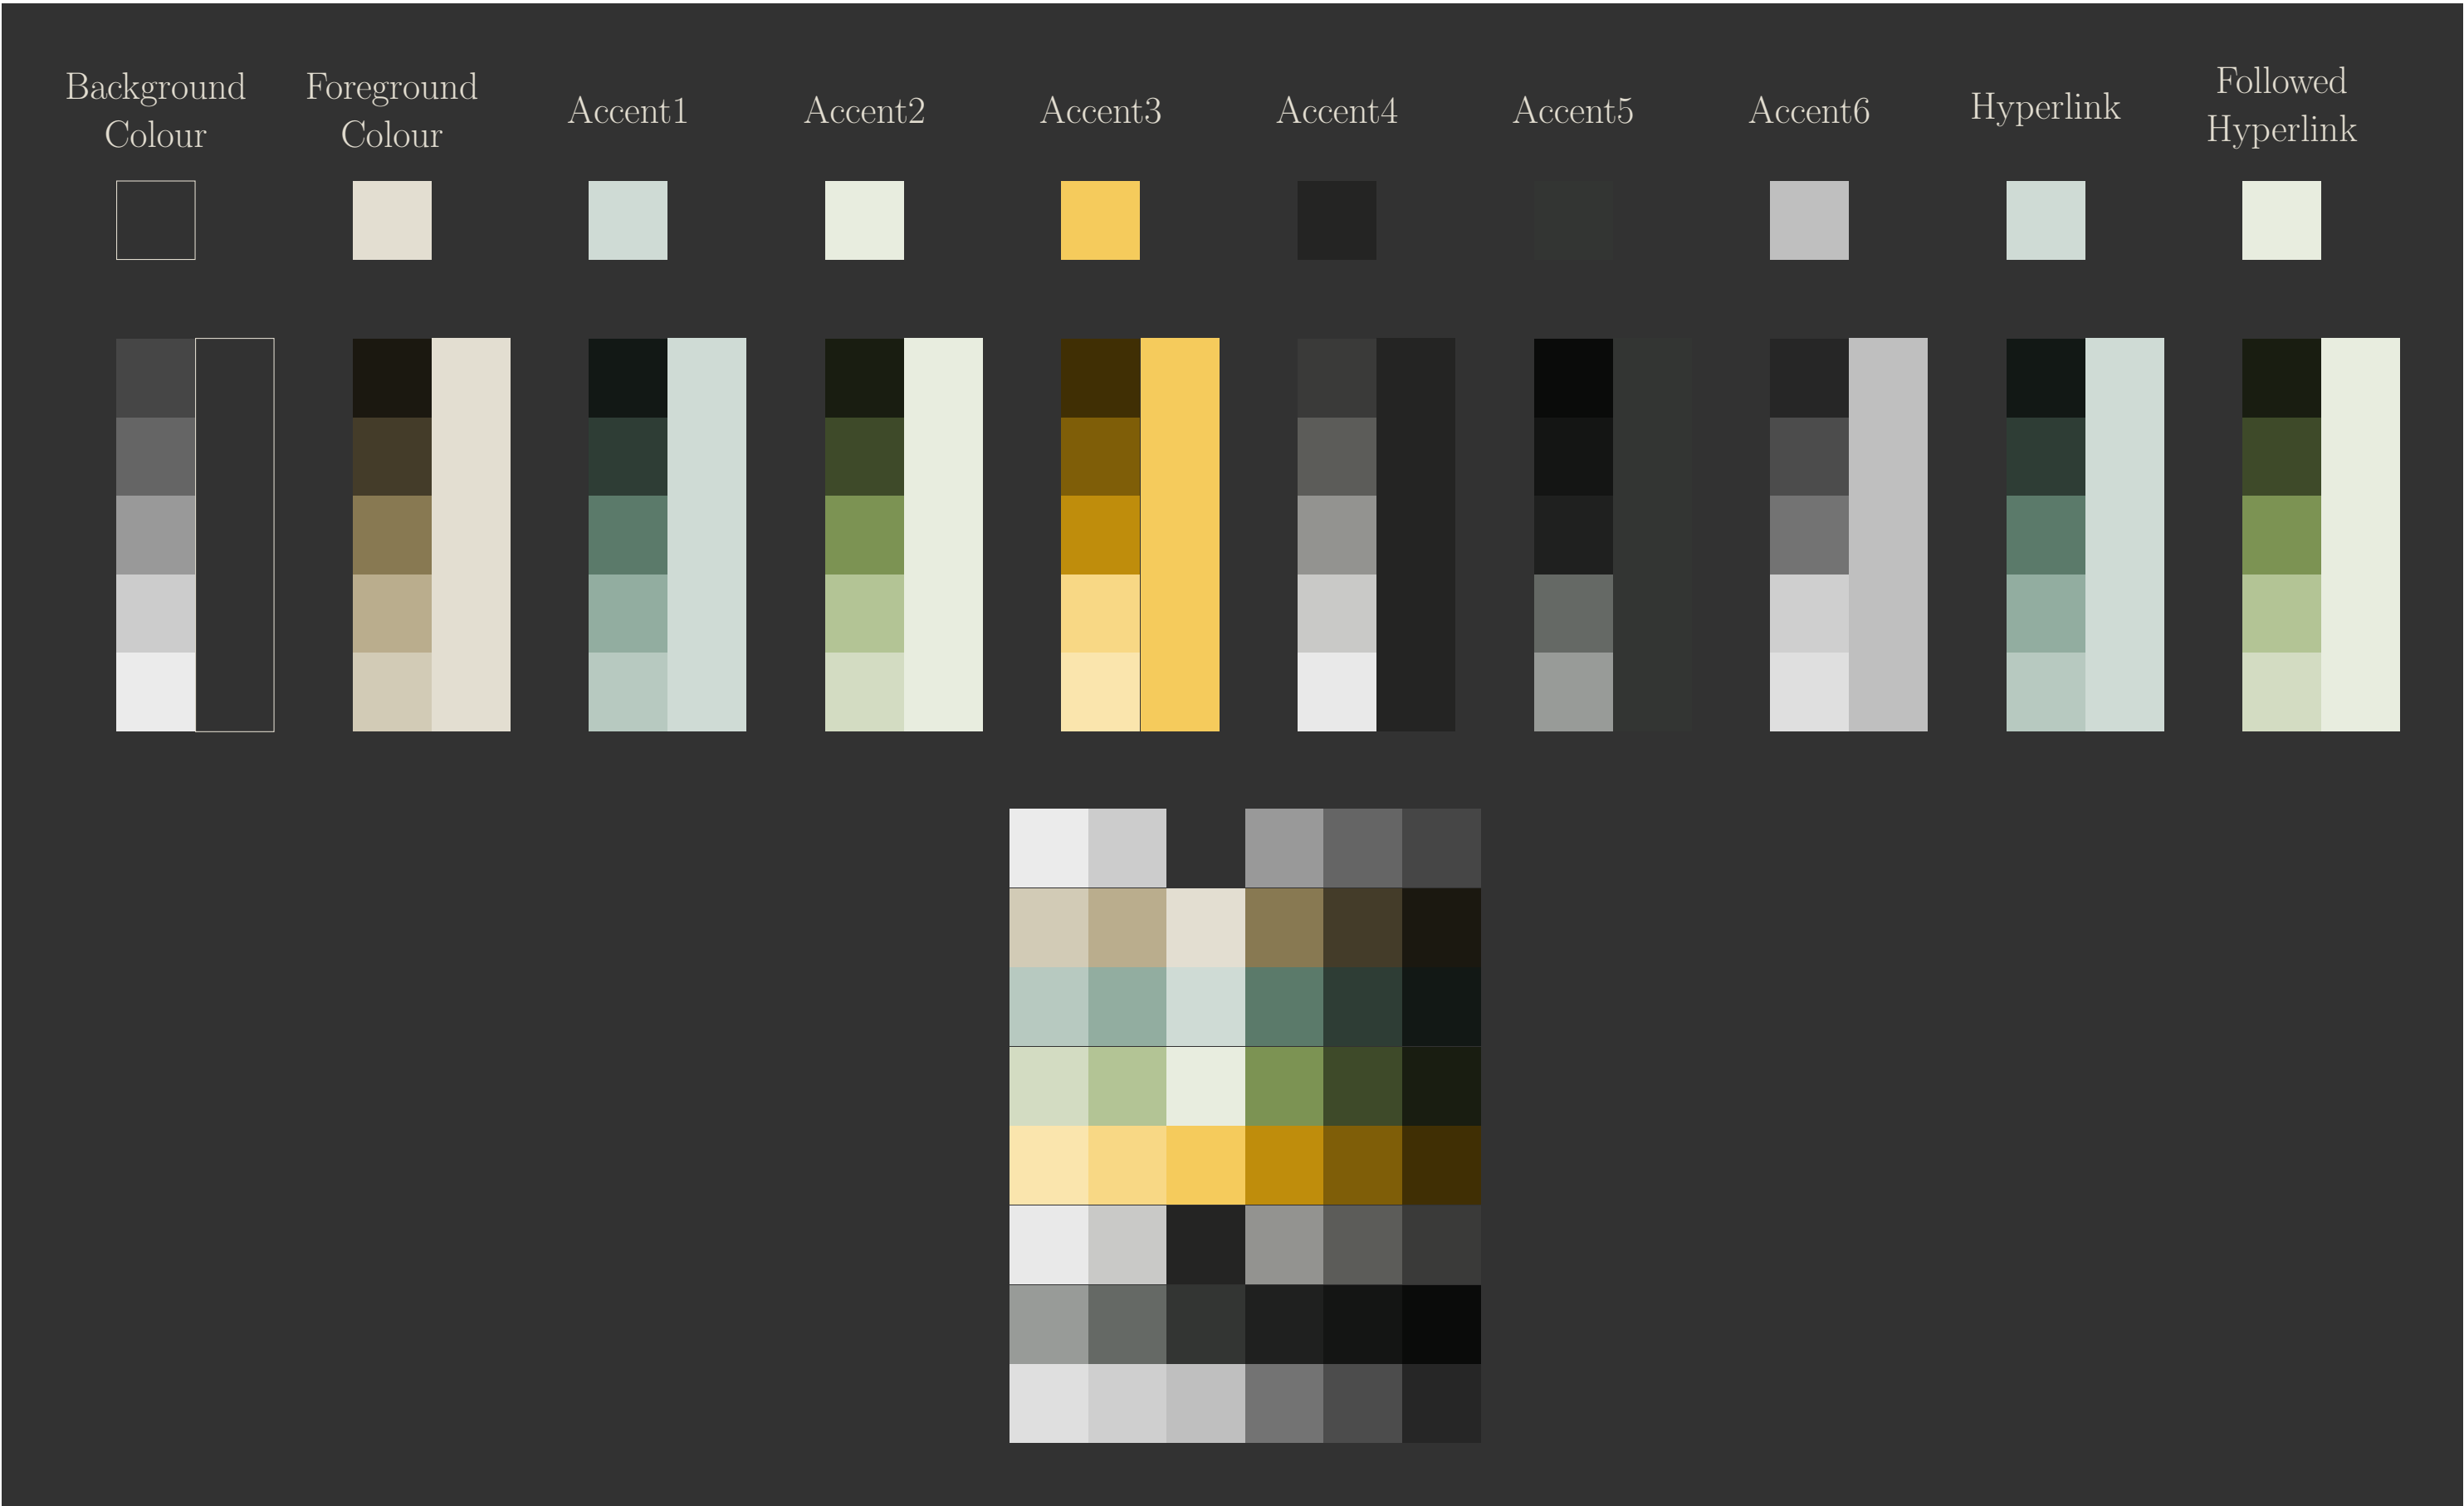 Background
Colour
Foreground
Colour
Accent1
Accent2
Accent3
Accent4
Accent5
Accent6
Hyperlink
Followed
Hyperlink